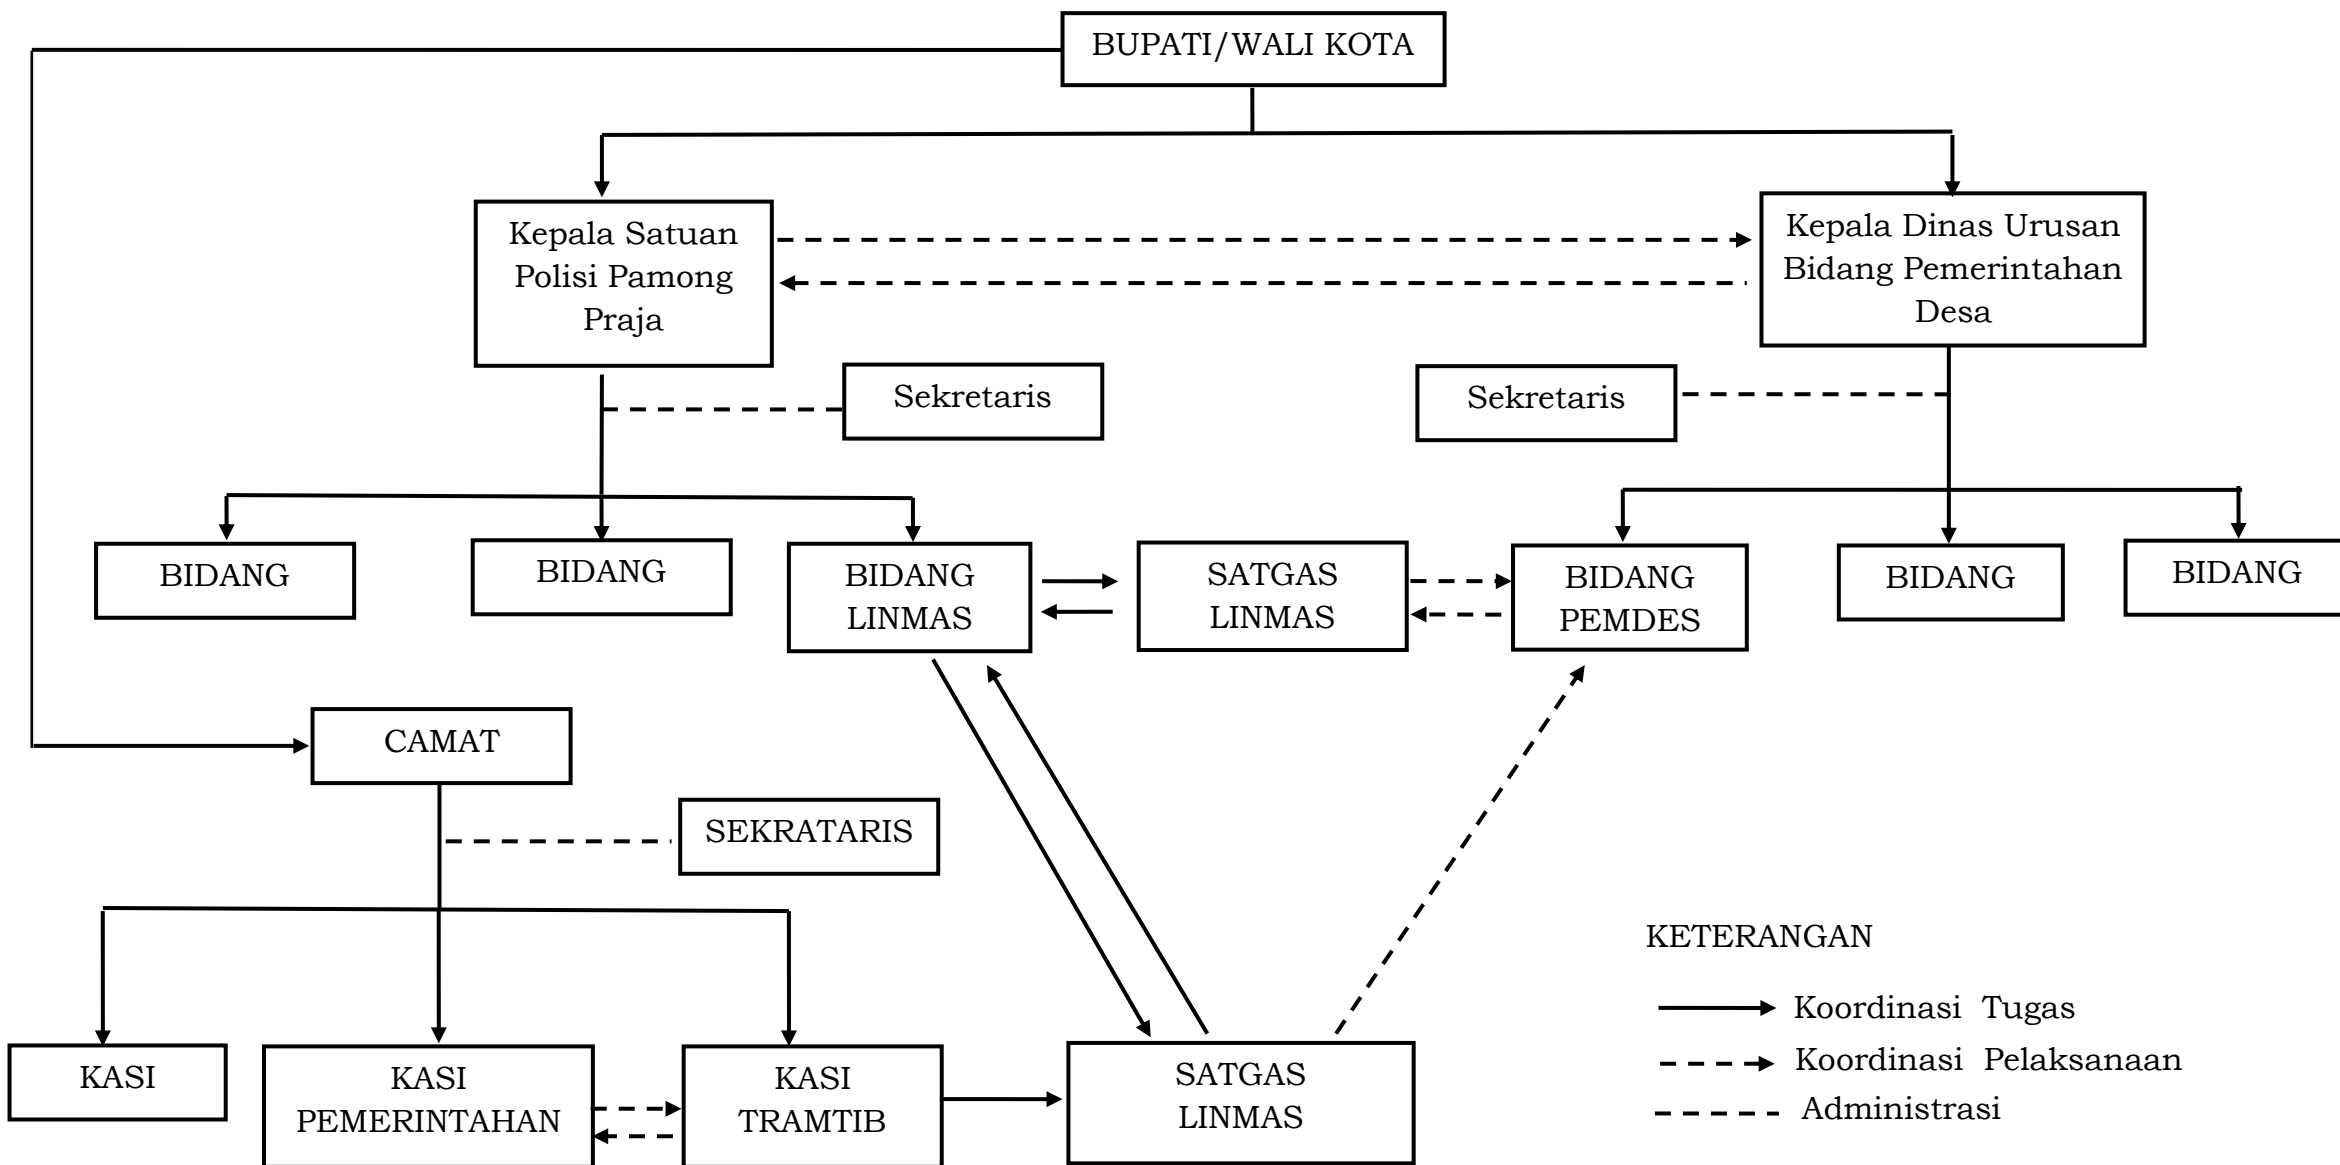 BUPATI/WALI KOTA
Kepala Satuan
Polisi Pamong
Praja
Kepala Dinas Urusan
Bidang Pemerintahan
Desa
Sekretaris
Sekretaris
BIDANG
BIDANG
BIDANG
LINMAS
SATGAS
LINMAS
BIDANG
PEMDES
BIDANG
BIDANG
CAMAT
SEKRATARIS
KASI
KASI
PEMERINTAHAN
KASI
TRAMTIB
SATGAS
LINMAS
KETERANGAN
Koordinasi Tugas
Koordinasi Pelaksanaan
Administrasi